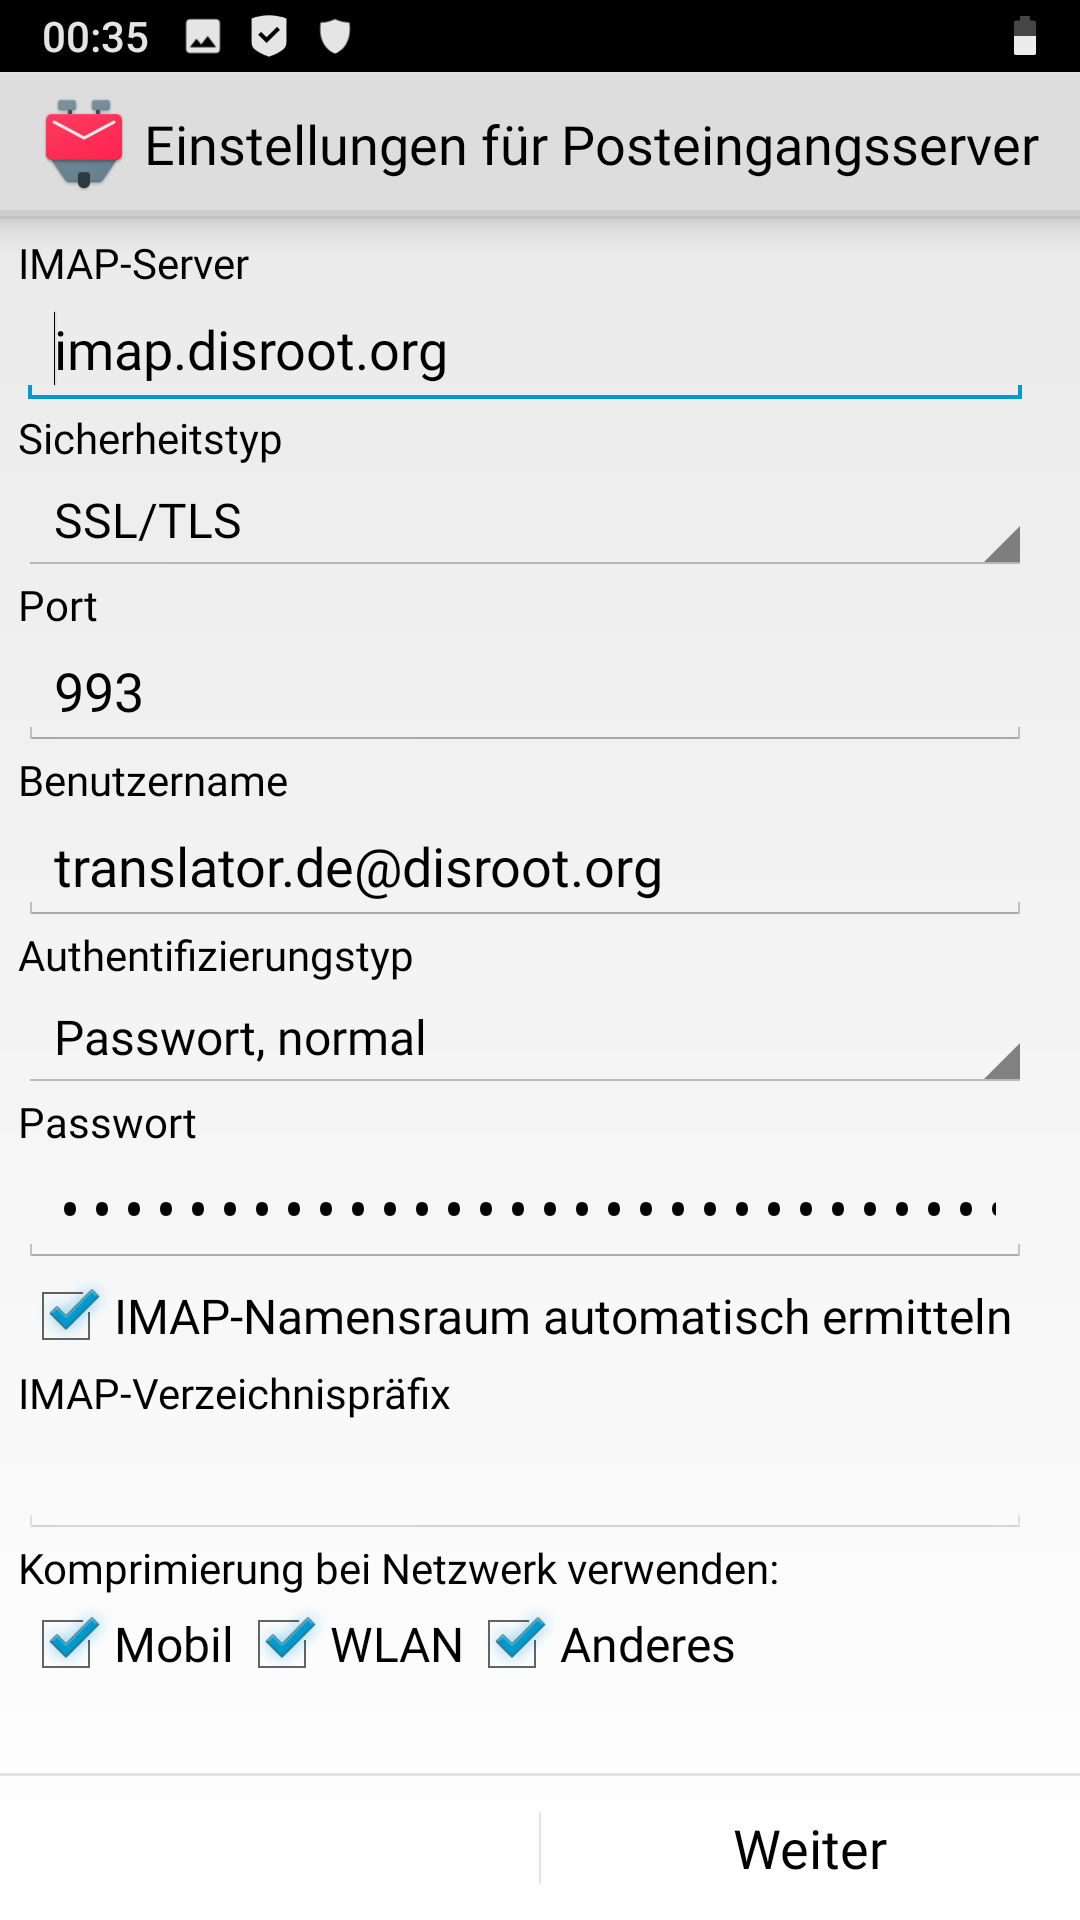 00:35
Einstellungen für Posteingangsserver
IMAP-Server
imap.disroot.org
Sicherheitstyp
SSL/TLS
Port
993
Benutzername
translator.de@disroot.org
Authentifizierungstyp
Passwort, normal
Passwort
IMAP-Namensraum automatisch ermitteln
IMAP-Verzeichnispräfix
Komprimierung bei Netzwerk verwenden:
Mobil WLAN Anderes
Weiter